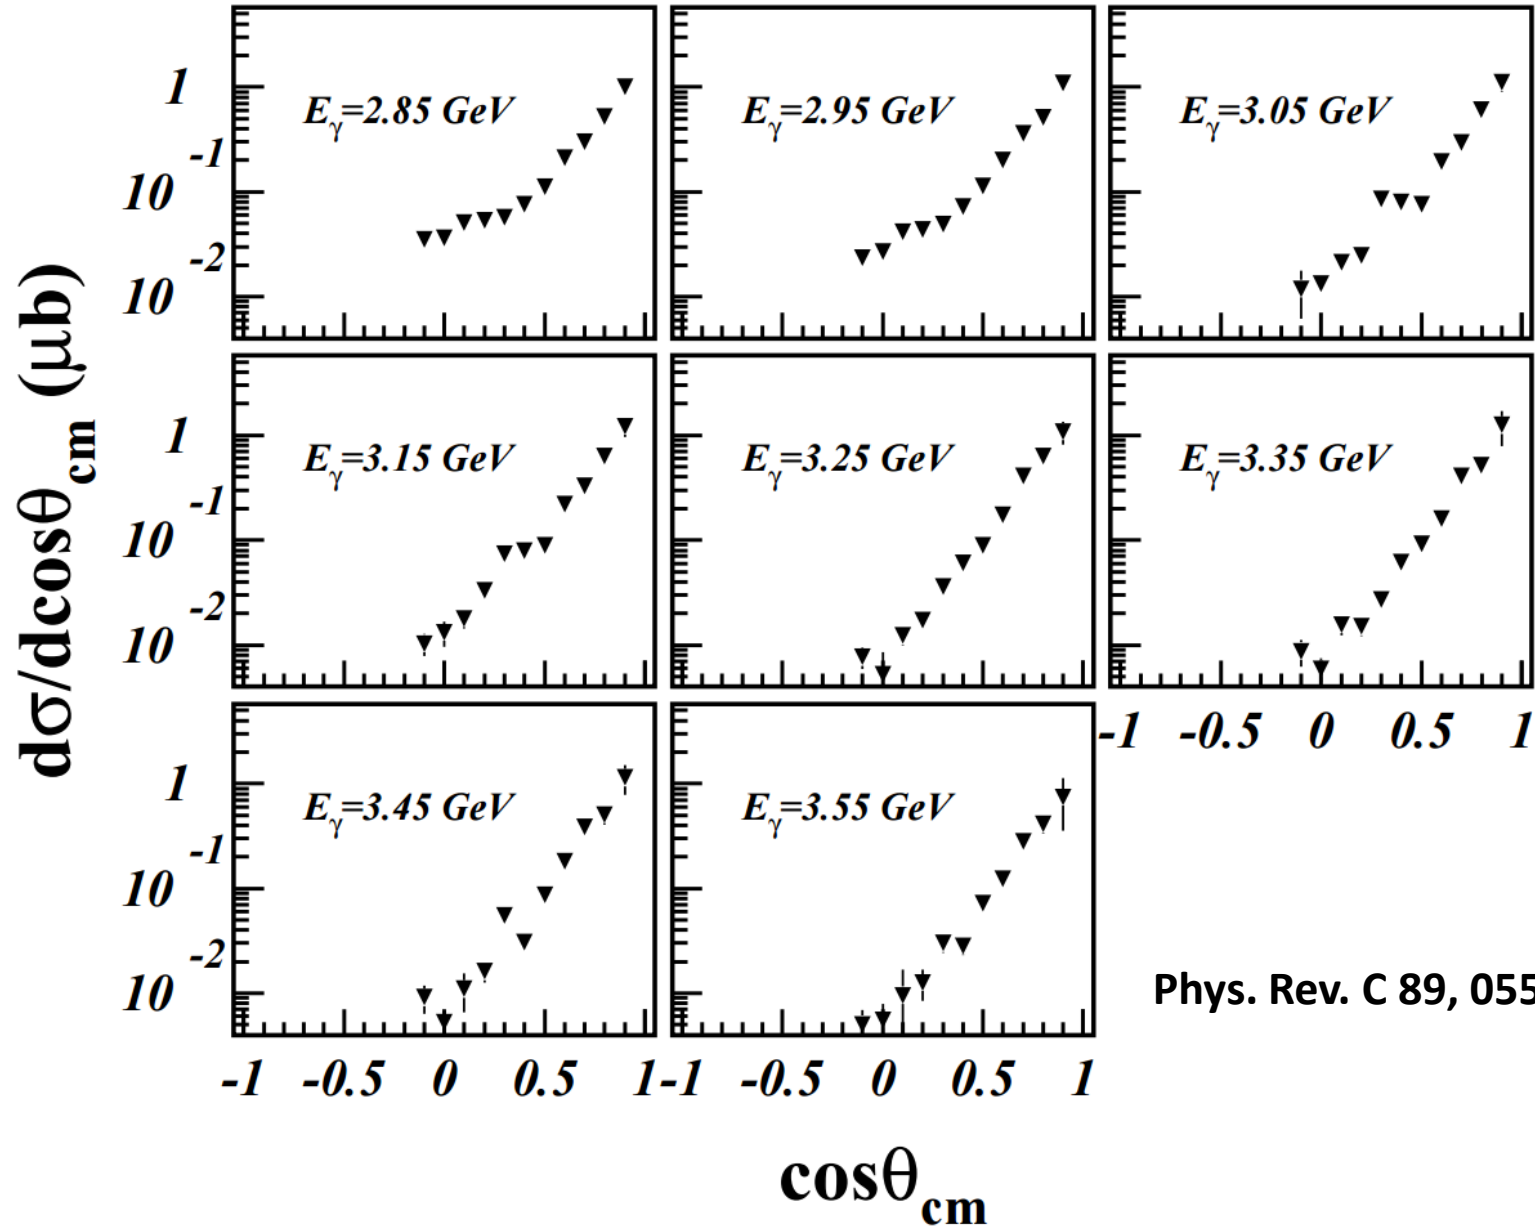 dσ/dcosθcm (μb)
1
10-1
10-2
Eγ=2.85 GeV
Eγ=2.95 GeV
Eγ=3.05 GeV
1
10-1
10-2
Eγ=3.15 GeV
Eγ=3.25 GeV
Eγ=3.35 GeV
-1 -0.5 0 0.5 1
1
10-1
10-2
Eγ=3.45 GeV
Eγ=3.55 GeV
Phys. Rev. C 89, 055
-1 -0.5 0 0.5 1
-1 -0.5 0 0.5 1
cosθcm